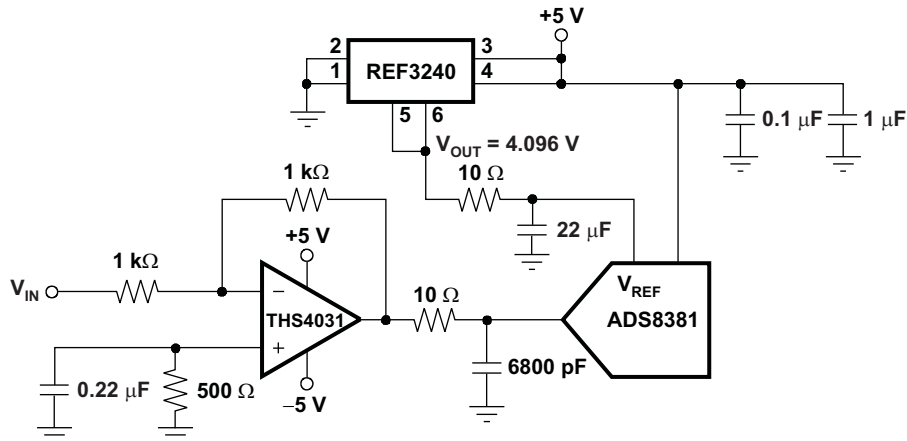 +5 V
2
1
REF3240
3
4
5
6
0.1 μF
1 μF
V_OUT = 4.096 V
1 kΩ
10 Ω
22 μF
+5 V
1 kΩ
V_IN
−
THS4031
+
10 Ω
V_REF
ADS8381
0.22 μF
500 Ω
−5 V
6800 pF